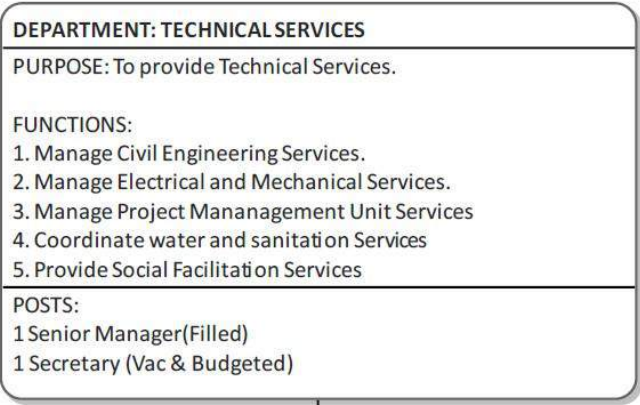 DEPARTMENT: TECHNICAL SERVICES
PURPOSE: To provide Technical Services.
FUNCTIONS:
1. Manage Civil Engineering Services.
2. Manage Electrical and Mechanical Services.
3. Manage Project Mananagement Unit Services
4. Coordinate water and sanitation Services
5. Provide Social Facilitation Services
POSTS:
1 Senior Manager(Filled)
1 Secretary (Vac & Budgeted)